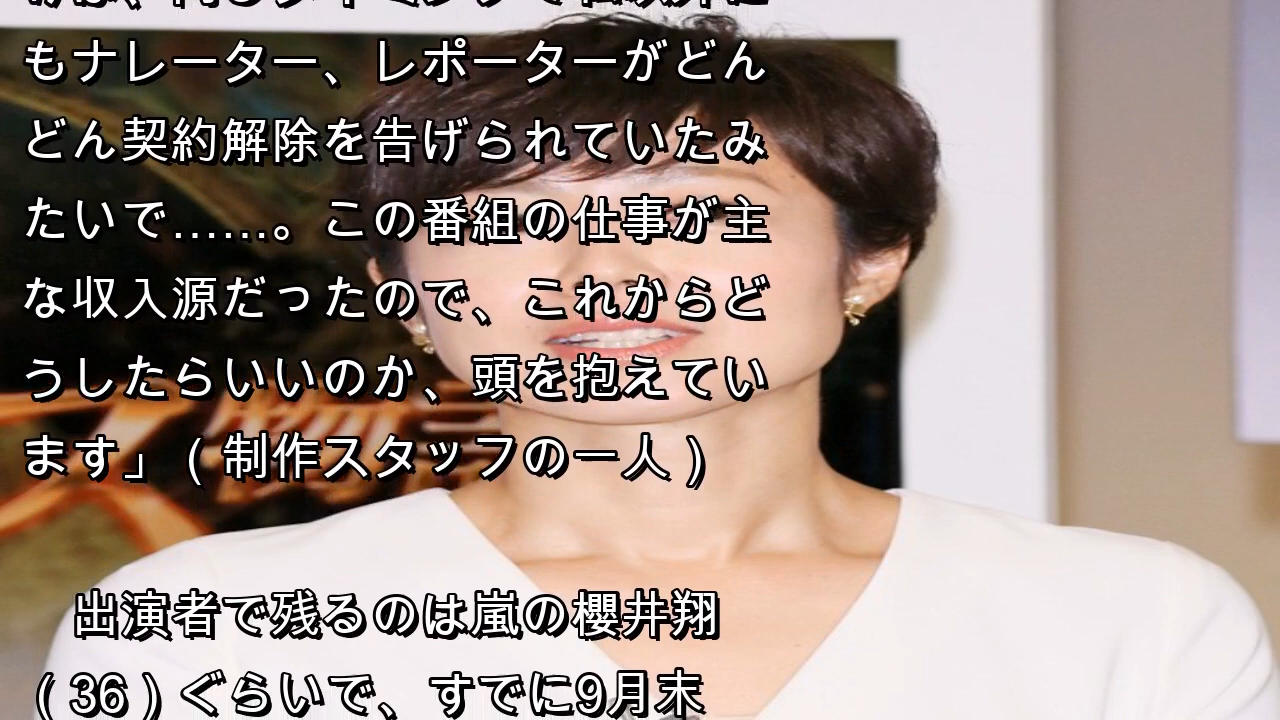 もナレーター、レポーターがどん
どん契約解除を告げられていたみ
たいで……。この番組の仕事が主
な収入源だったので、これからど
うしたらいいのか、頭を抱えてい
ます」(制作スタッフの一人)
出演者で残るのは嵐の櫻井翔
(36)ぐらいで、すでに9月末